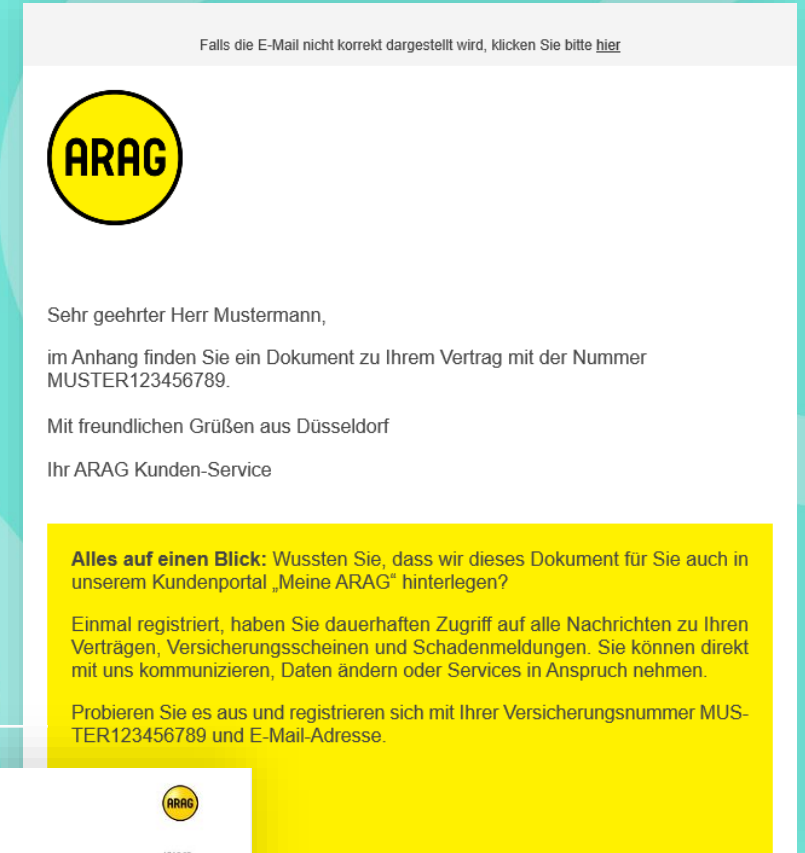 Falls die E-Mail nicht korrekt dargestellt wird, klicken Sie bitte hier
ARAG
Sehr geehrter Herr Mustermann,
im Anhang finden Sie ein Dokument zu Ihrem Vertrag mit der Nummer
MUSTER123456789.
Mit freundlichen Grüßen aus Düsseldorf
Ihr ARAG Kunden-Service
Alles auf einen Blick: Wussten Sie, dass wir dieses Dokument für Sie auch in
unserem Kundenportal „Meine ARAG“ hinterlegen?
Einmal registriert, haben Sie dauerhaften Zugriff auf alle Nachrichten zu Ihren
Verträgen, Versicherungsscheinen und Schadenmeldungen. Sie können direkt
mit uns kommunizieren, Daten ändern oder Services in Anspruch nehmen.
Probieren Sie es aus und registrieren sich mit Ihrer Versicherungsnummer MUS-
TER123456789 und E-Mail-Adresse.
ARAG